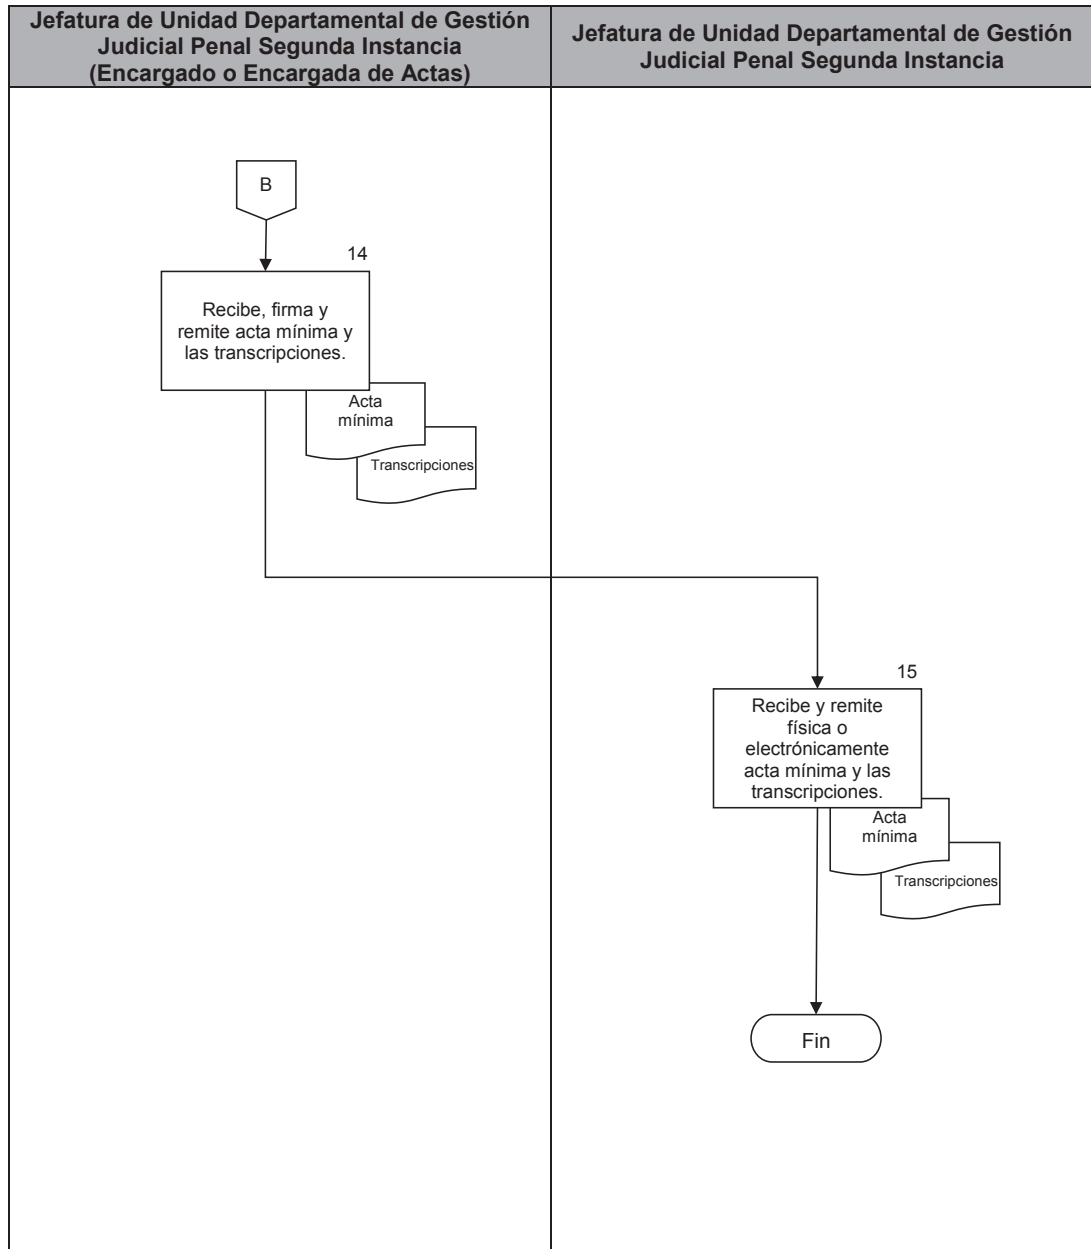 Jefatura de Unidad Departamental de Gestión
Judicial Penal Segunda Instancia
(Encargado o Encargada de Actas)
Jefatura de Unidad Departamental de Gestión
Judicial Penal Segunda Instancia
B
14
Recibe, firma y
remite acta mínima y
las transcripciones.
Acta
mínima
Transcripciones
15
Recibe y remite
física o
electrónicamente
acta mínima y las
transcripciones.
Acta
mínima
Transcripciones
Fin